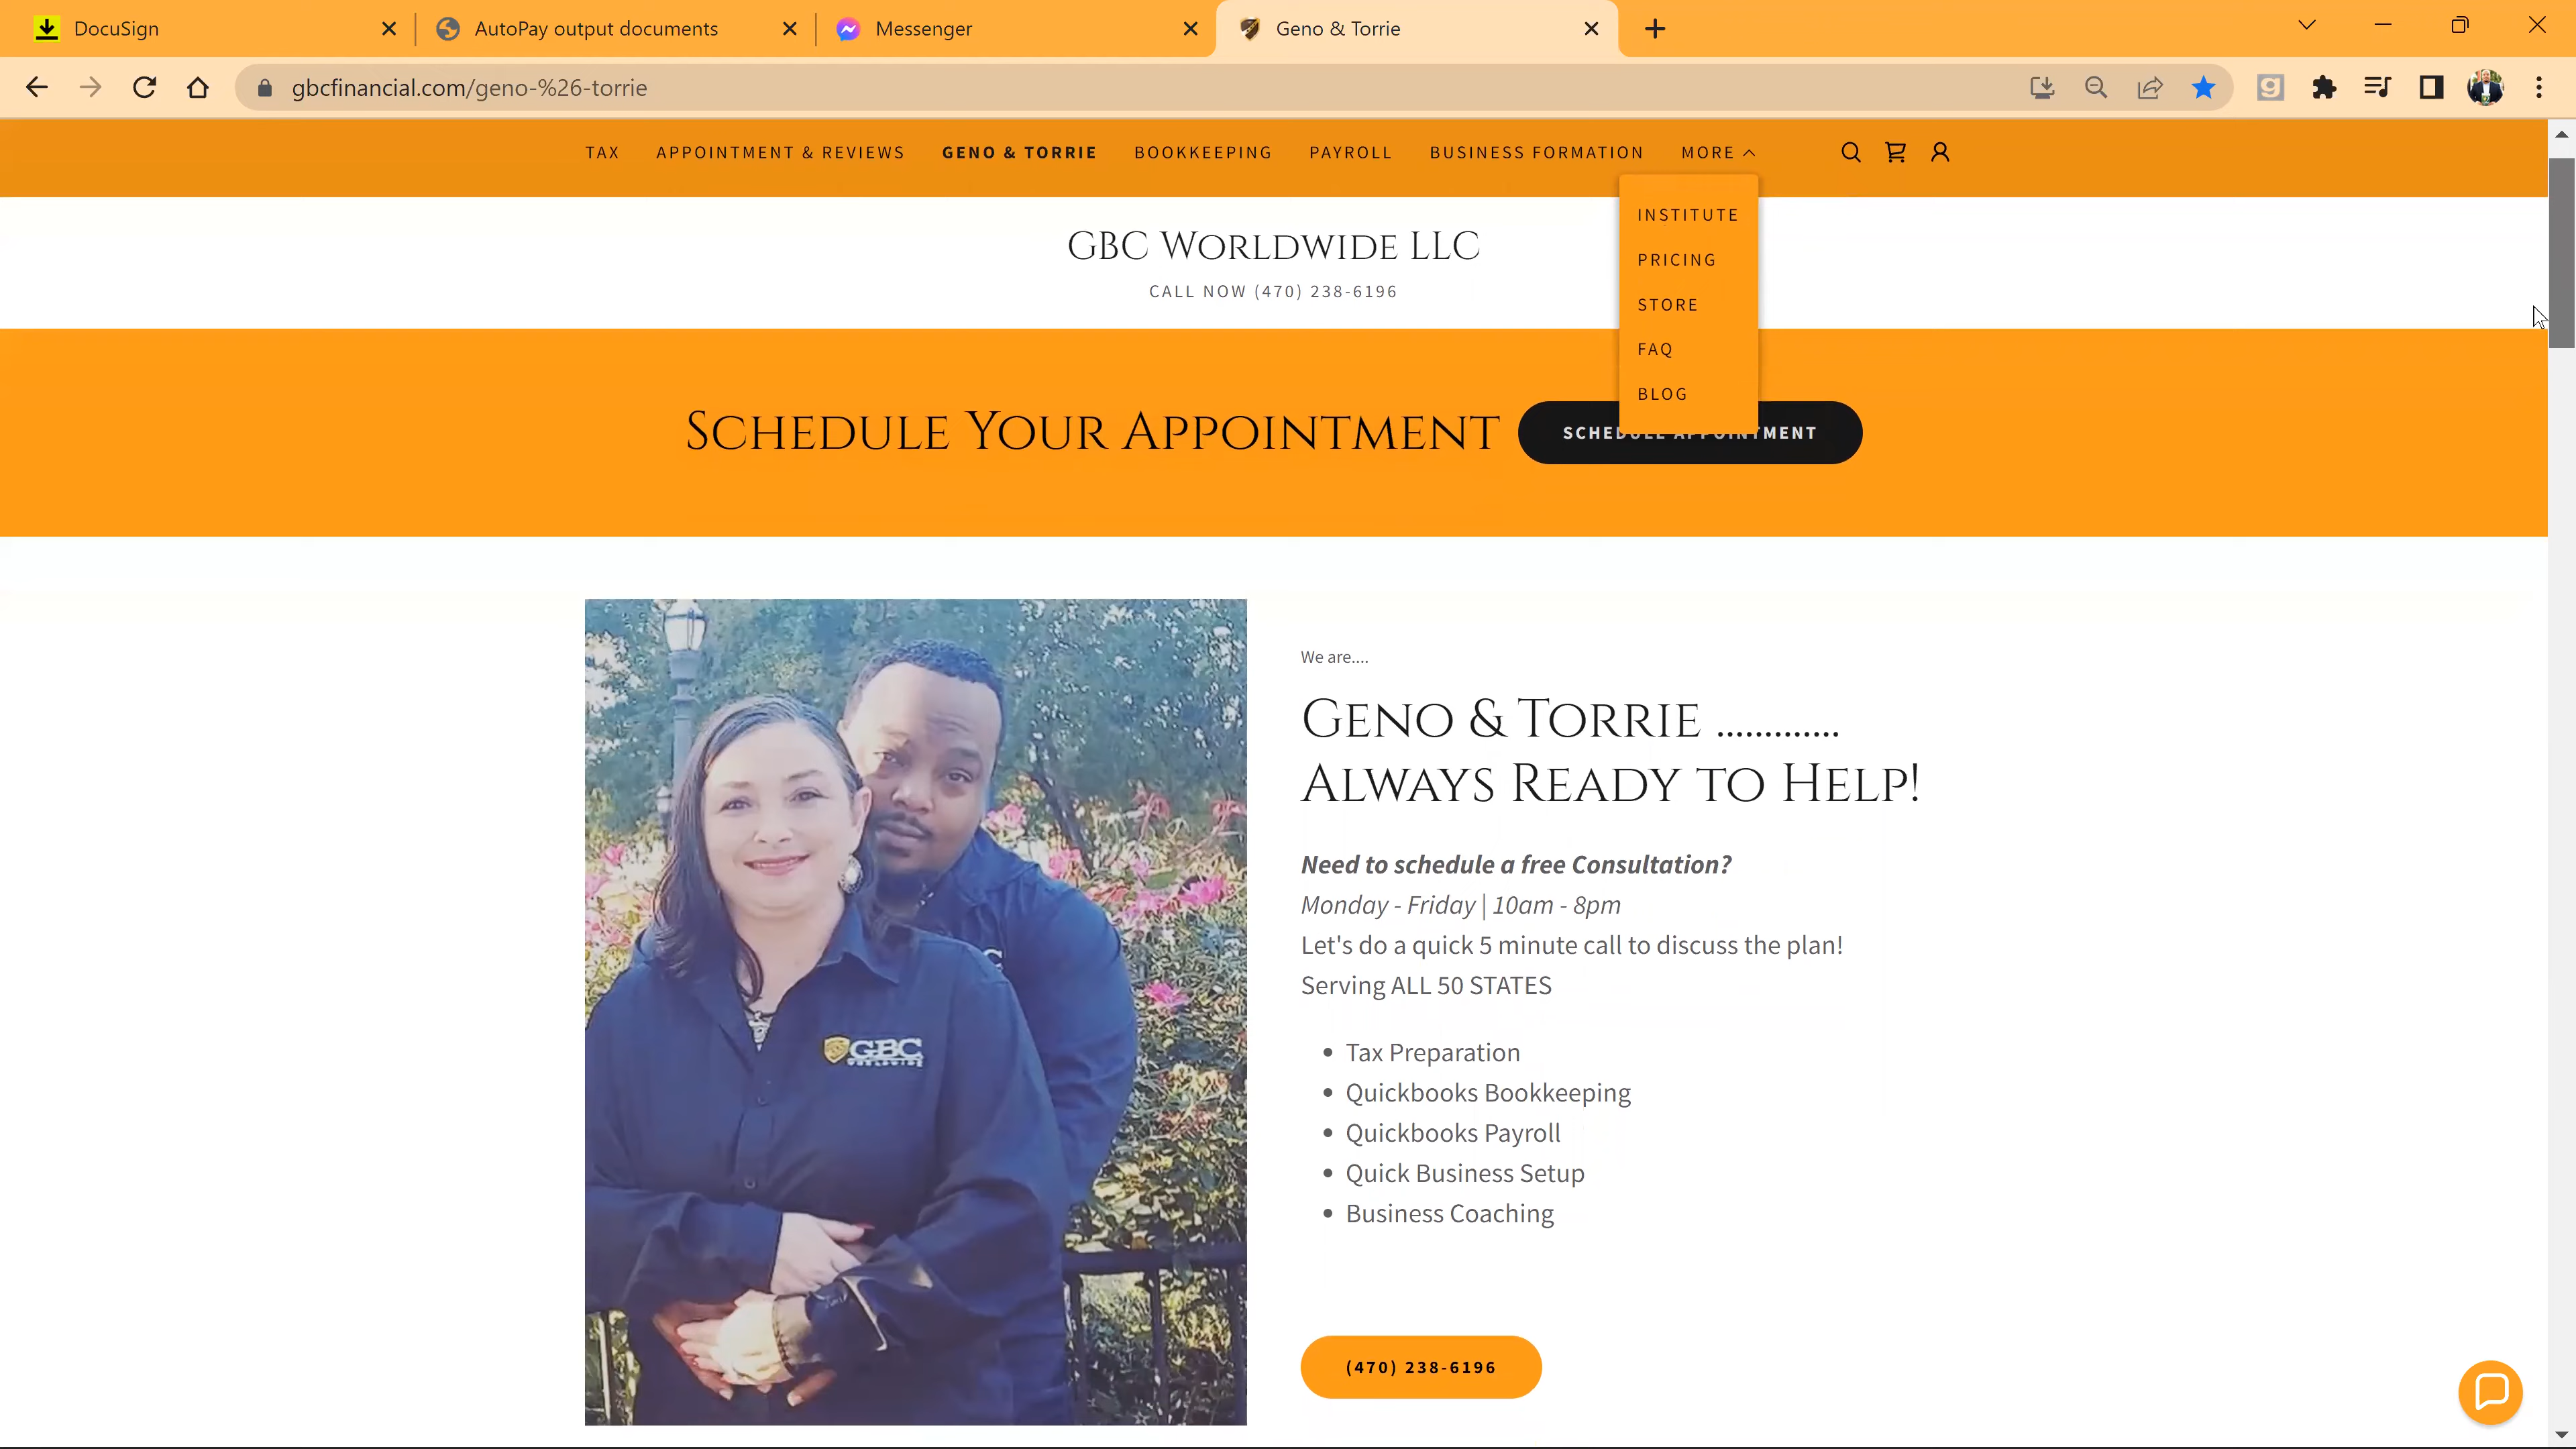 DocuSign
AutoPay output documents
Messenger
Geno & Torrie
gbcfinancial.com/geno-%26-torrie
TAX
APPOINTMENT & REVIEWS
GENO & TORRIE
BOOKKEEPING
PAYROLL
BUSINESS FORMATION
MORE
INSTITUTE
PRICING
STORE
FAQ
BLOG
GBC WORLDWIDE LLC
CALL NOW (470) 238-6196
SCHEDULE YOUR APPOINTMENT
SCHEDULE APPOINTMENT
We are....
GENO & TORRIE .............
ALWAYS READY TO HELP!
Need to schedule a free Consultation?
Monday - Friday | 10am - 8pm
Let's do a quick 5 minute call to discuss the plan!
Serving ALL 50 STATES
• Tax Preparation
• Quickbooks Bookkeeping
• Quickbooks Payroll
• Quick Business Setup
• Business Coaching
(470) 238-6196
GBC
WORLDWIDE